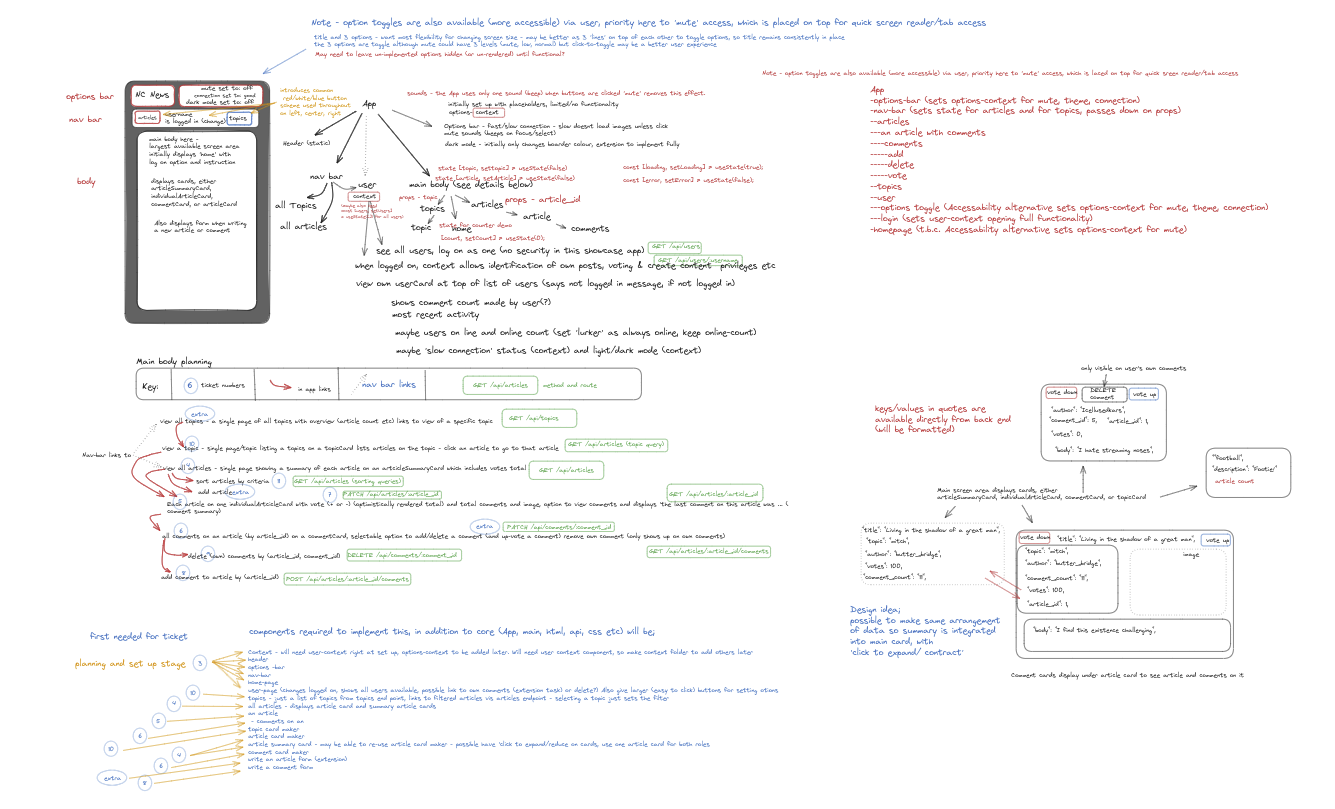 Note - option toggles are also available (more accessible) via user, priority here to 'mute' access, which is placed on top for quick screen reader/tab access
title and 3 options - want most flexibility for changing screen size - may be better as 3 'lines' on top of each other to toggle options, so title remains consistently in place
the 3 options are toggle although mute could have 3 levels (mute, low, normal) but click-to-toggle may be a better user experience
May need to leave un-implemented options hidden (or un-rendered) until functional?
Note - option toggles are also available (more accessible) via user, priority here to 'mute' access, which is laced on top for quick sreen reader/tab access
options bar
nav bar
body
NC News
mute set to: off
connection set to: good
dark mode set to: off
articles
username
is logged in (change)
topics
main body here -
largest available screen area
initially displays 'home' with
log on option and instruction
displays cards, either
articleSummaryCard,
individualArticleCard,
commentCard, or articleCard
Also displays form when writing
a new article or comment
introduces common
red/white/blue button
scheme used throughout
on left, center, right
App
sounds - the App uses only one sound (beep) when buttons are clicked 'mute' removes this effect.
initially set up with placeholders, limited/no functionality
options- context
Options bar - Fast/slow connection - slow doesnt load images unless click
mute sounds (beeps on focus/select)
dark mode - initially only changes boarder colour, extension to implement fully
Header (static)
nav bar
all Topics
all articles
user
context
state [topic, setTopic] = useState(false)
state [article, setArticle] = useState(false)
const [loading, setLoading] = useState(true);
const [error, setError] = useState(false);
main body (see details below)
props - topic
topics
articles
props - article_id
article
comments
topic
home
state for counter demo
[count, setCount] = useState(0);
see all users, log on as one (no security in this showcase app)
GET /api/users
GET /api/users/username
when logged on, context allows identification of own posts, voting & create content privileges etc
view own userCard at top of list of users (says not logged in message, if not logged in)
shows comment count made by user(?)
most recent activity
maybe users on line and online count (set 'lurker' as always online, keep online-count)
maybe 'slow connection' status (context) and light/dark mode (context)
App
-options-bar (sets options-context for mute, theme, connection)
-nav-bar (sets state for articles and for topics, passes down on props)
--articles
---an article with comments
----comments
-----add
-----delete
-----vote
--topics
--user
---options toggle (Accessability alternative sets options-context for mute, theme, connection)
---login (sets user-context opening full functionality)
-homepage (t.b.c. Accessability alternative sets options-context for mute)
Main body planning
Key:
6
ticket numbers
in app links
nav bar links
GET /api/articles
method and route
extra
view all topics - a single page of all topics with overview (article count etc) links to view of a specific topic
GET /api/topics
10
Nav-bar links to
view a topic - single page/topic listing a topics on a topicCard lists articles on the topic - click an article to go to that article
GET /api/articles (topic query)
4
view all articles - single page showing a summary of each article on an articleSummaryCard which includes votes total
GET /api/articles
sort articles by criteria
9
GET /api/articles (sorting queries)
add article
extra
7
PATCH /api/articles/article_id
GET /api/articles/:article_id
5
Each article on one individualArticleCard with vote (+ or -) (optimistically rendered total) and total comments and image, option to view comments and displays 'the last comment on this article was ... (
comment summary)
6
extra
PATCH /api/comments/comment_id
all comments on an article (by article_id) on a commentCard, selectable option to add/delete a comment (and up-vote a comment) remove own comment (only shows up on own comments)
delete (own) comments by (article_id, comment_id)
DELETE /api/comments/comment_id
GET /api/articles/:article_id/comments
8
add comment to article by (article_id)
POST /api/articles/article_id/comments
only visible on user's own comments
vote down
DELETE
comment
vote up
"author": "Icellusedkars",
"comment_id": 5, "article_id": 1,
"votes": 0,
"body": "I hate streaming noses",
keys/values in quotes are
available directly from back end
(will be formatted)
"Football",
"description": "Footie!"
article count
Main screen area displays cards, either
articleSummaryCard, individualArticleCard, commentCard, or topicCard
"title": "Living in the shadow of a great man",
"topic": "mitch",
"author": "butter_bridge",
"votes": 100,
"comment_count": "11",
vote down
"title": "Living in the shadow of a great man",
vote up
"topic": "mitch",
"author": "butter_bridge",
"comment_count": "11",
"votes": 100,
"article_id": 1,
image
"body": "I find this existence challenging",
Design idea;
possible to make same arrangement
of data so summary is integrated
into main card, with
'click to expand/ contract'
Comment cards display under article card to see article and comments on it
first needed for ticket
components required to implement this, in addition to core (App, main, html, api, css etc) will be;
planning and set up stage
3
Context - will need user-context right at set up, options-context to be added later. Will need user context component, so make context folder to add others later
header
options -bar
nav-bar
home-page
10
user-page (changes logged on, shows all users available, possible link to own comments (extension task) or delete?) also give larger (easy to click) buttons for setting otions
4
topics - just a list of topics from topics end point, links to filtered articles vis articles endpoint - selecting a topic just sets the filter
all articles - displays article card and summary article cards
5
an article
- comments on an
6
topic card maker
article card maker
10
4
article summary card - may be able to re-use article card maker - possible have 'click to expand/reduce on cards, use one article card for both roles
6
comment card maker
extra
write an article form (extension)
8
write a comment form